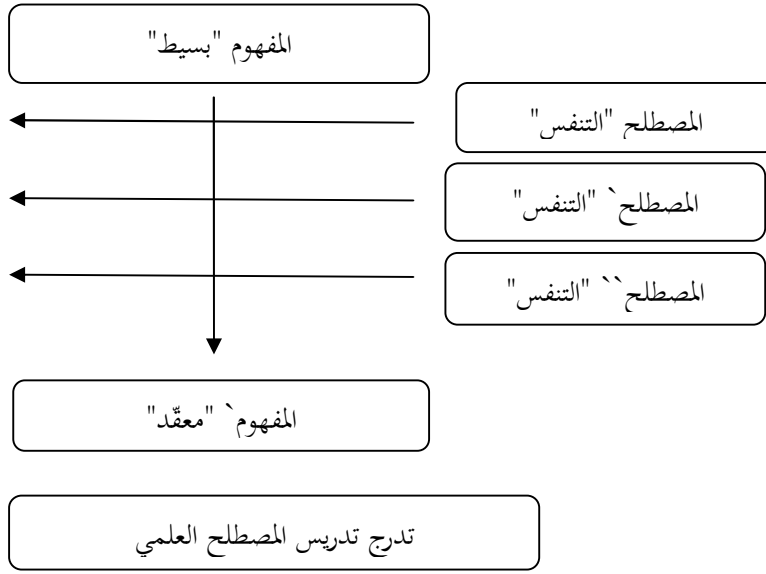 المفهوم "بسيط"
المصطلح "التنفس"
المصطلح` "التنفس"
المصطلح`` "التنفس"
المفهوم` "معقّد"
تدرج تدريس المصطلح العلمي